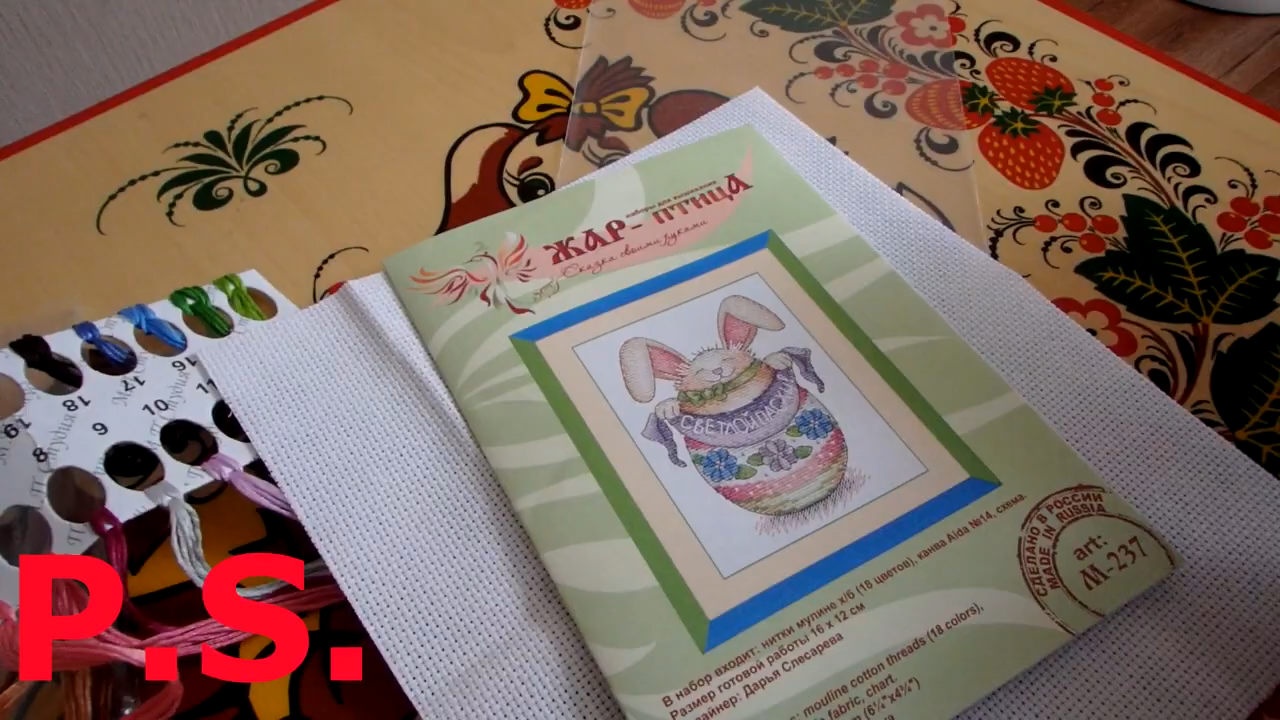 наборы для вышивания
ЖАР-ПТИЦА
Сказка своими руками
СВЕТЛОЙ ПАСХИ
СДЕЛАНО В РОССИИ
MADE IN RUSSIA
art:
М-237
В набор входит: нитки мулине х/б (18 цветов), канва Aida №14, схема.
Размер готовой работы 16 х 12 см
Дарья Слесарева
mouline cotton threads (18 colors),
fabric, chart.
16
17
18
19
11
10
9
8
P.S.